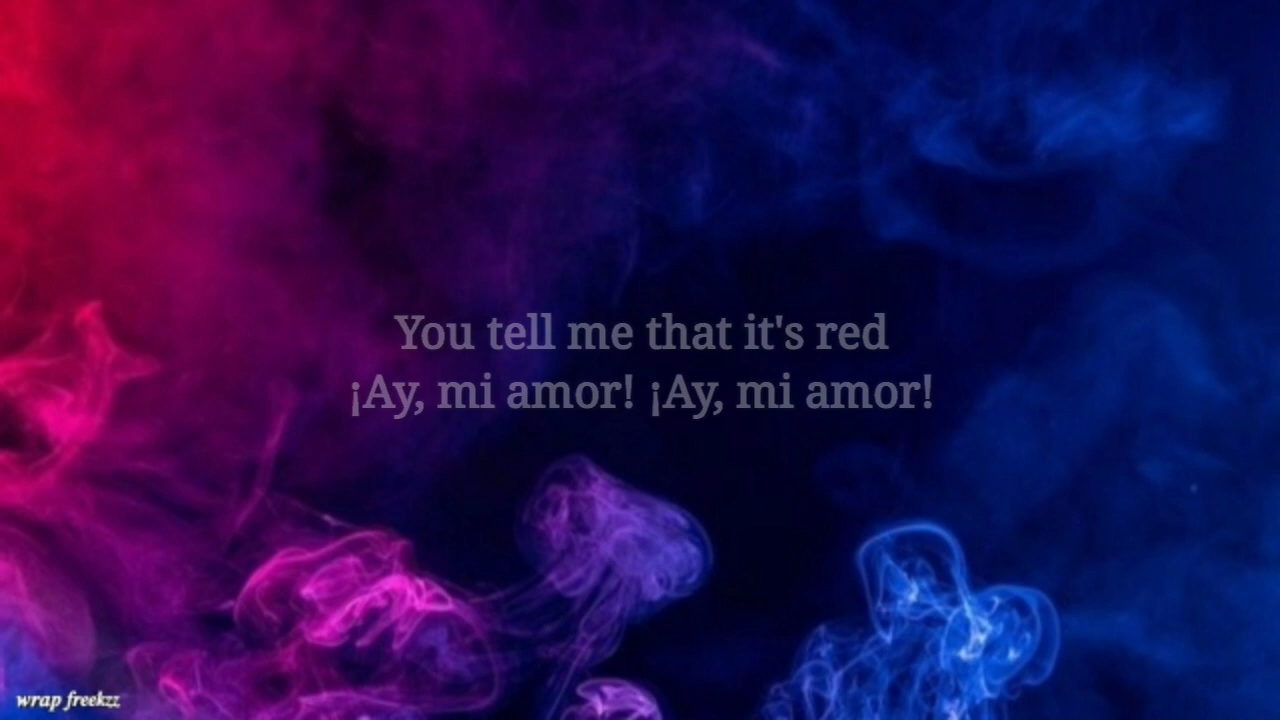 You tell me that it's red
¡Ay, mi amor! ¡Ay, mi amor!
wrap freekzz